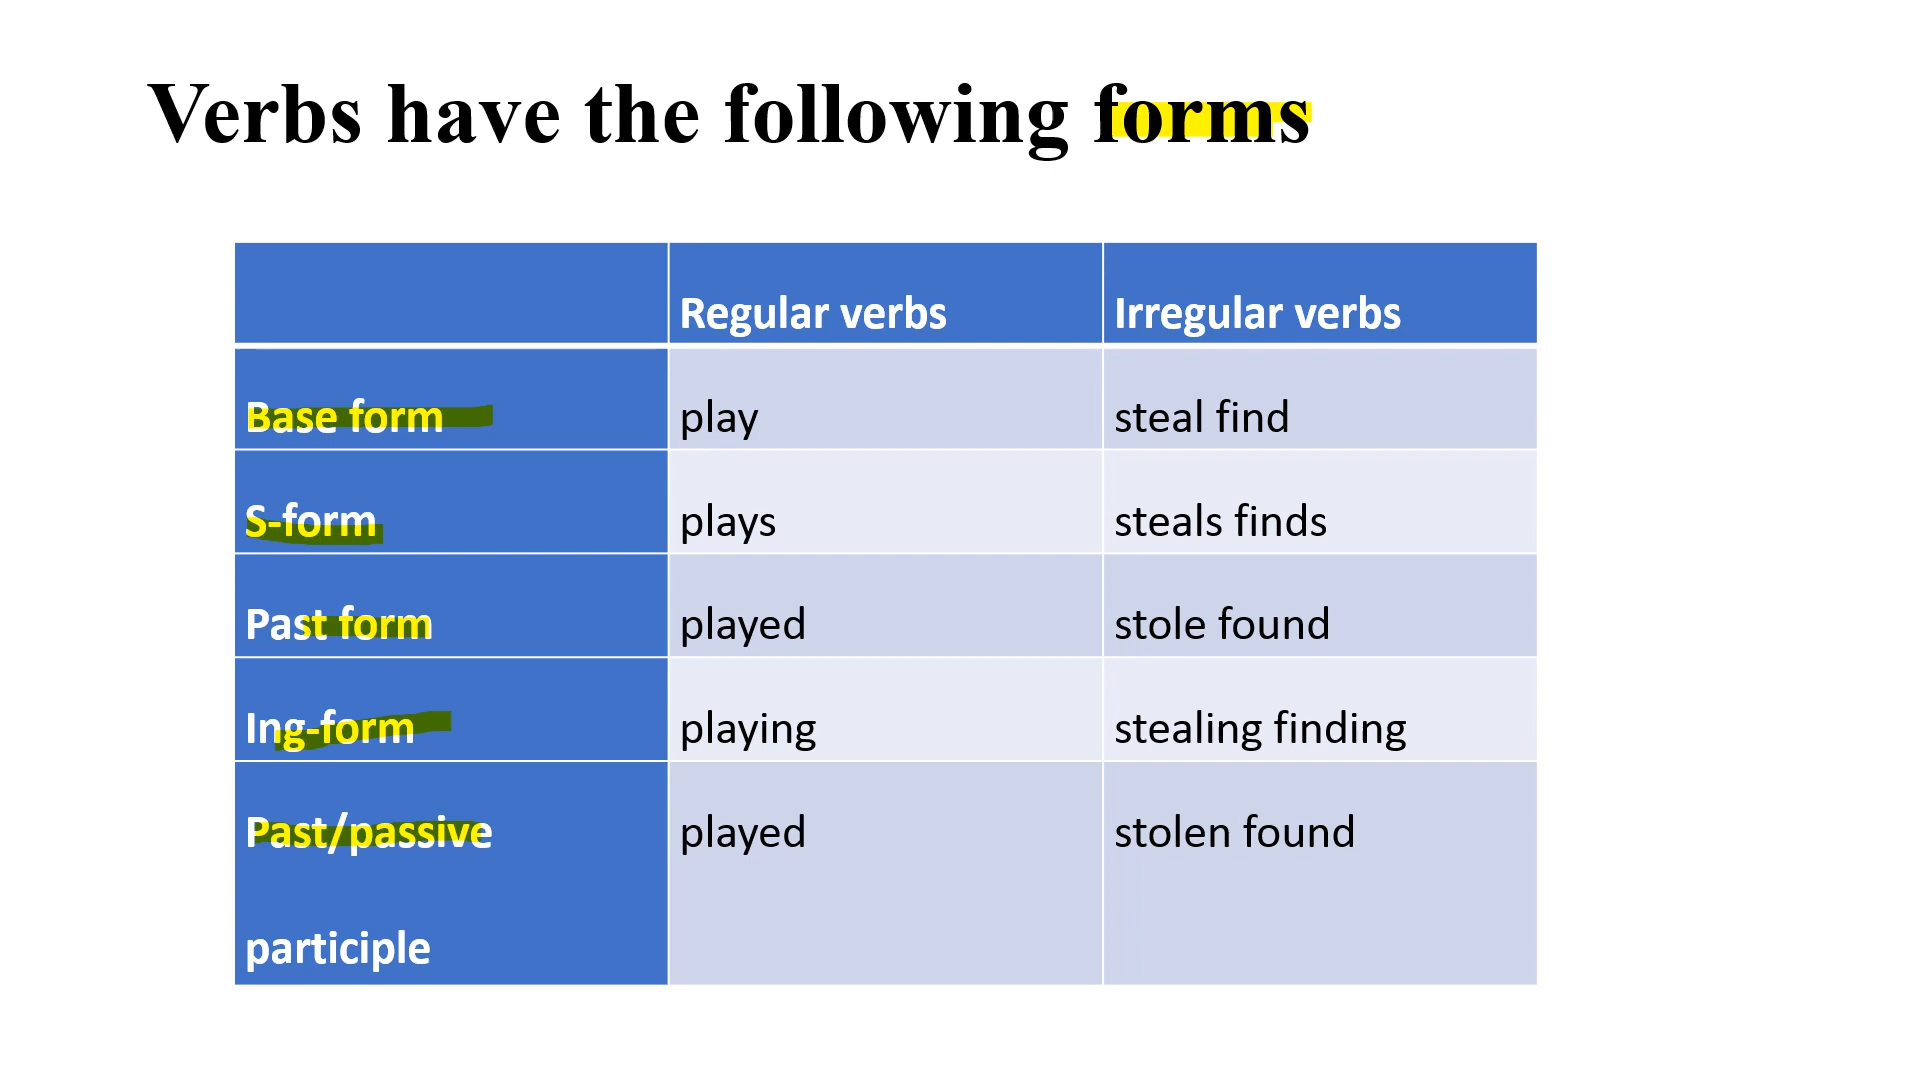 Verbs have the following forms
Regular verbs Irregular verbs
Base form play steal find
S-form plays steals finds
Past form played stole found
Ing-form playing stealing finding
Past/passive played stolen found
participle